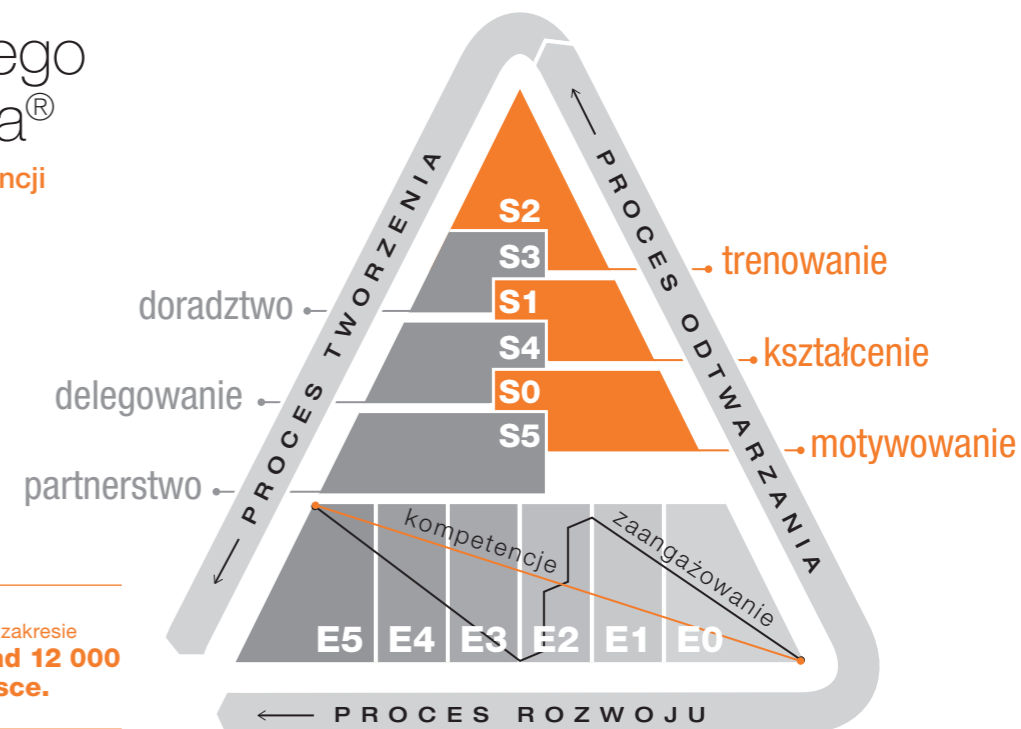 ego
a®
ncji
zakresie
ad 12 000
sce.
PROCES TWORZENIA
PROCES ODTWARZANIA
S2
S3
trenowanie
doradztwo
S1
S4
kształcenie
delegowanie
S0
S5
motywowanie
partnerstwo
kompetencje
zaangażowanie
E5 E4 E3 E2 E1 E0
PROCES ROZWOJU